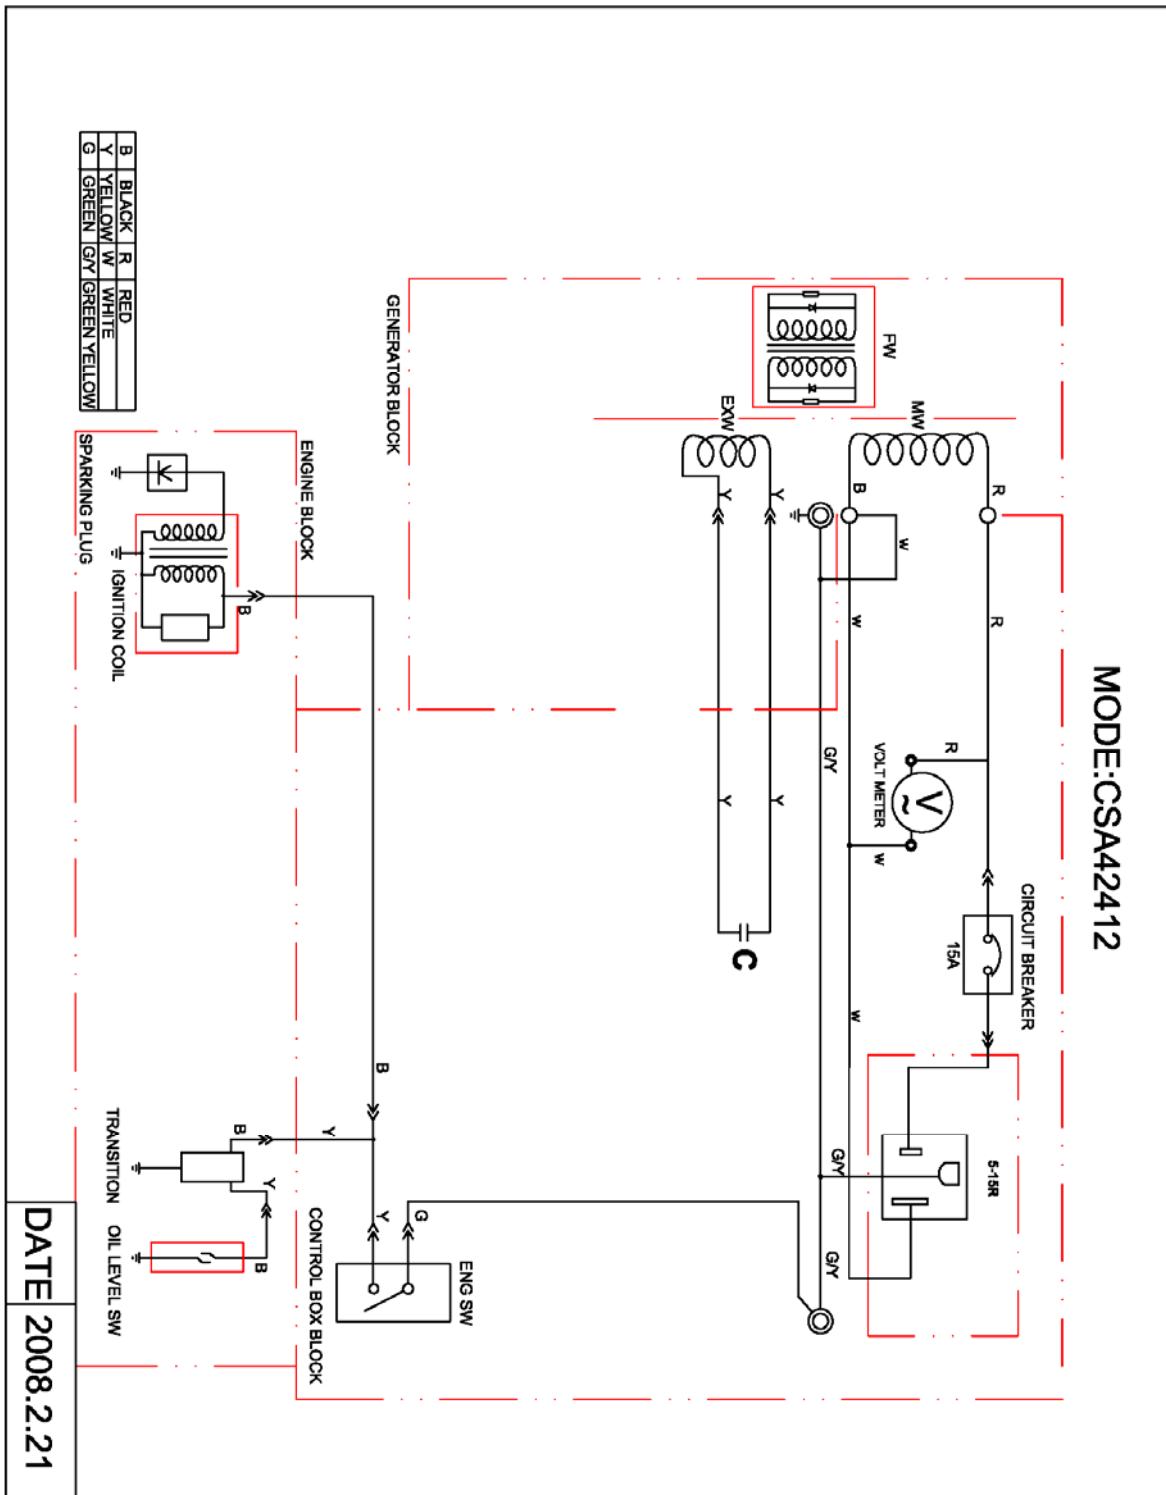 MODE:CSA42412
CIRCUIT BREAKER
15A
5-15R
R
R
R
VOLT METER
V
~
W
W
W
W
MW
FW
EXW
B
G/Y
G/Y
G/Y
Y
Y
Y
Y
C
GENERATOR BLOCK
ENGINE BLOCK
CONTROL BOX BLOCK
ENG SW
G
Y
B
B
Y
B
Y
B
SPARKING PLUG
IGNITION COIL
TRANSITION
OIL LEVEL SW
B BLACK R RED
Y YELLOW W WHITE
G GREEN G/Y GREEN YELLOW
DATE 2008.2.21